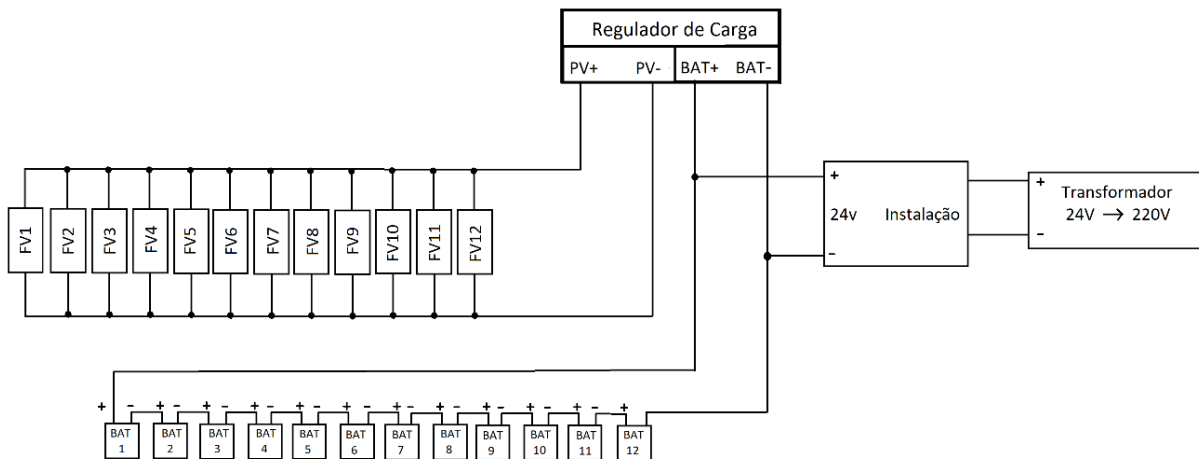 Regulador de Carga
PV+ PV- BAT+ BAT-
+ 24v Instalação −
+ Transformador
24V → 220V
−
FV1 FV2 FV3 FV4 FV5 FV6 FV7 FV8 FV9 FV10 FV11 FV12
+ − + − + − + − + − + − + − + − + − + − + − +
BAT 1
BAT 2
BAT 3
BAT 4
BAT 5
BAT 6
BAT 7
BAT 8
BAT 9
BAT 10
BAT 11
BAT 12